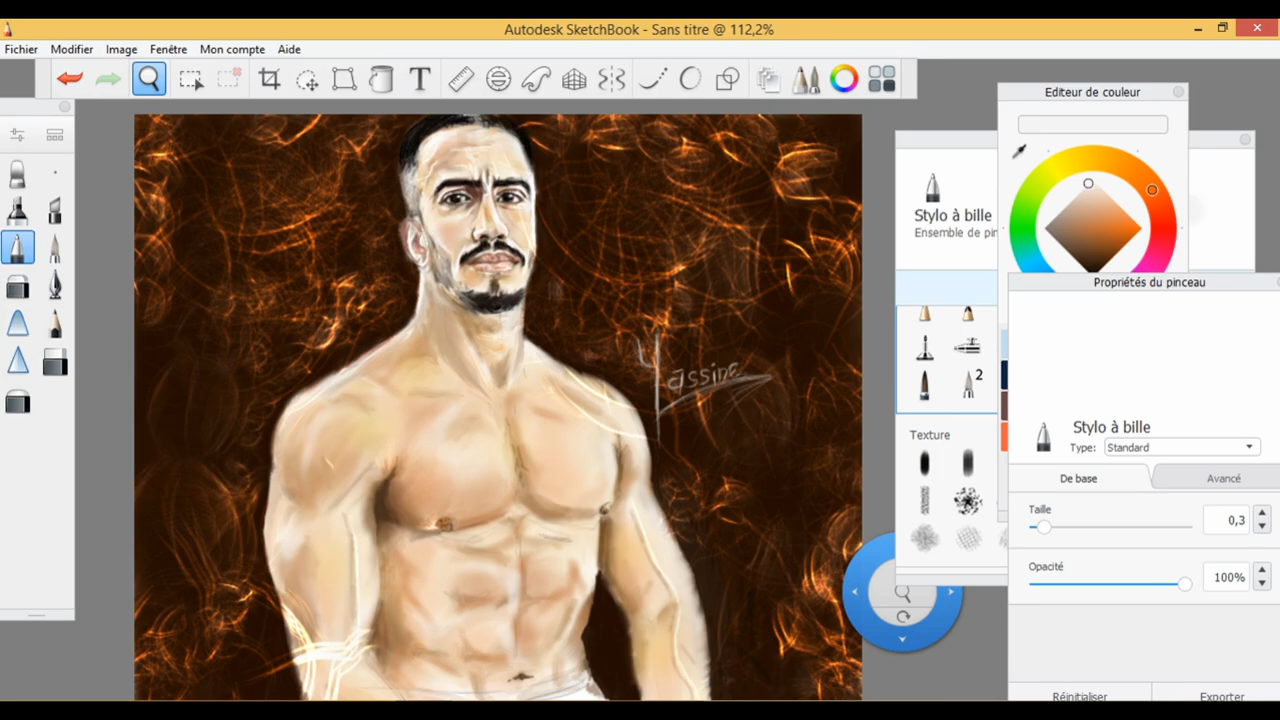 Autodesk SketchBook - Sans titre @ 112,2%
Fichier Modifier Image Fenêtre Mon compte Aide
T
Editeur de couleur
Stylo à bille
Ensemble de pin
2
Texture
Propriétés du pinceau
Stylo à bille
Type: Standard
De base Avancé
Taille
0,3
Opacité
100%
Réinitialiser Exporter
Yassine